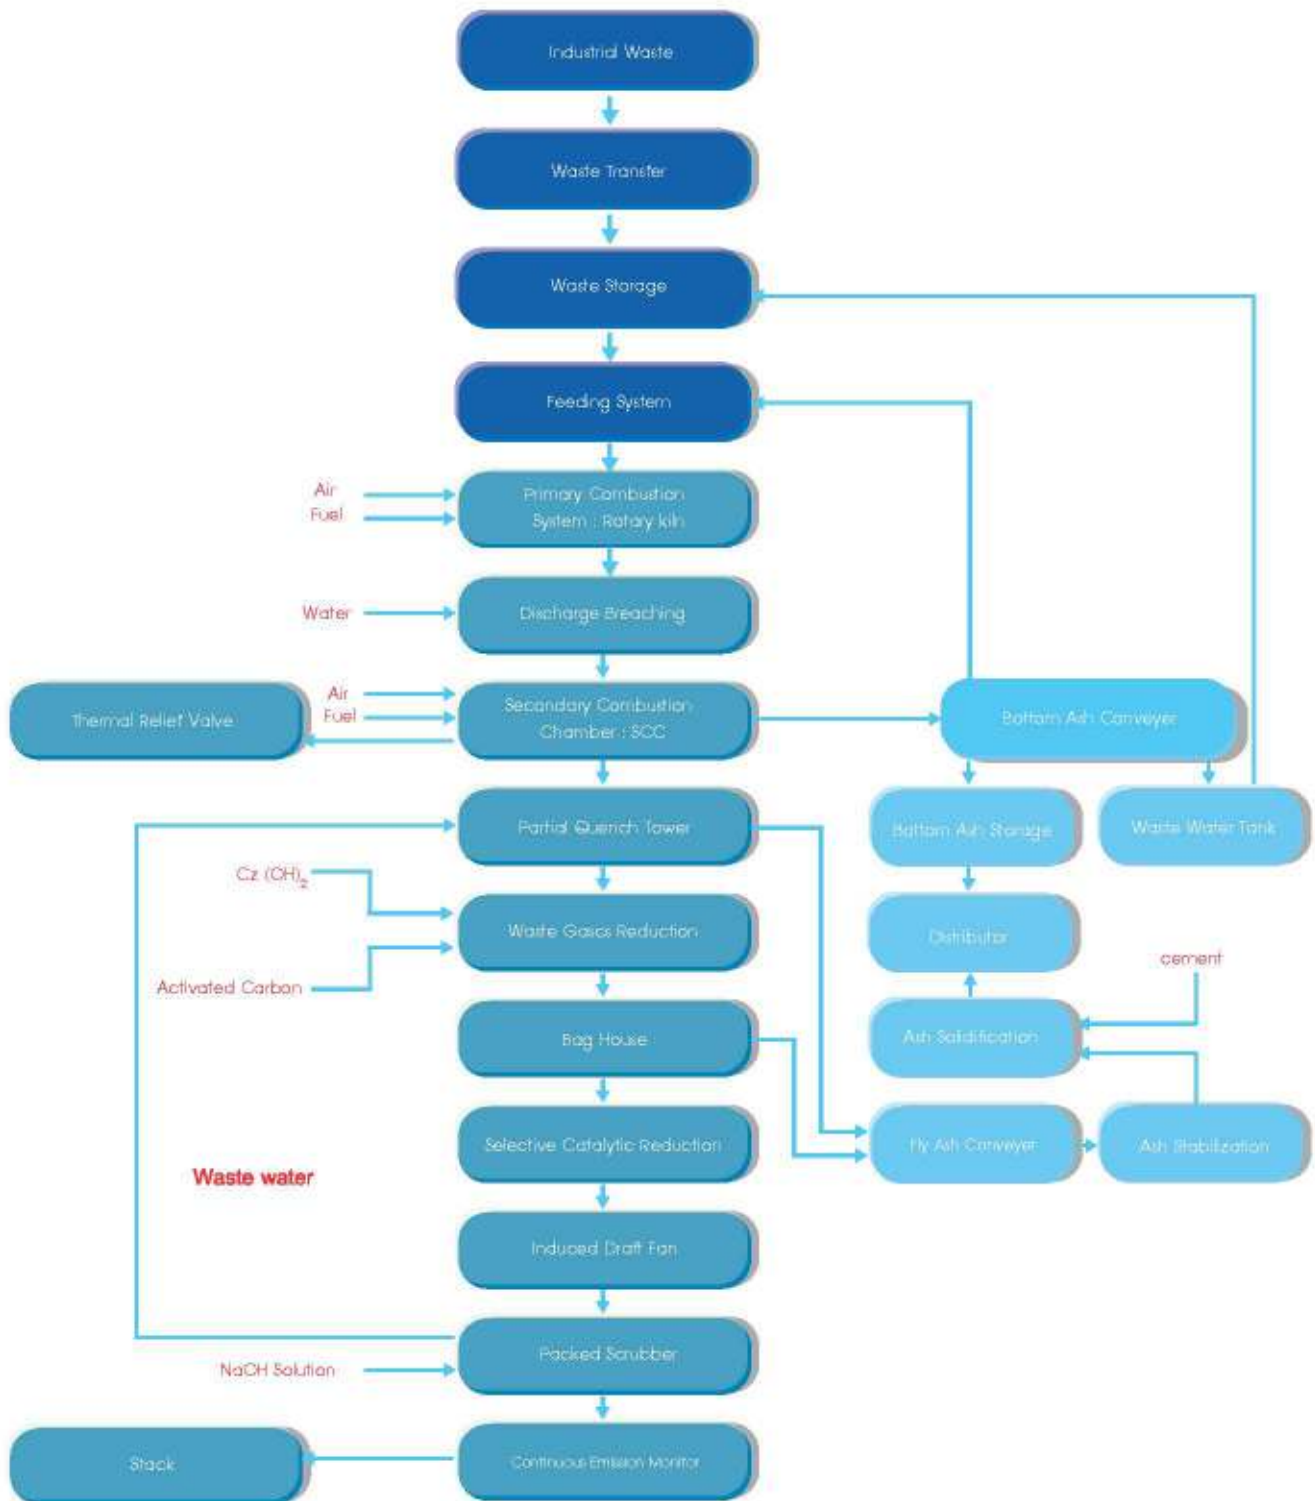 Industrial Waste
Waste Transfer
Waste Storage
Feeding System
Air
Fuel
Primary Combustion
System : Rotary kiln
Water
Discharge Breaching
Thermal Relief Valve
Air
Fuel
Secondary Combustion
Chamber : SCC
Bottom Ash Conveyer
Partial Quench Tower
Bottom Ash Storage
Waste Water Tank
Cz (OH)2
Waste Gases Reduction
Distributor
Activated Carbon
cement
Bag House
Ash Solidification
Selective Catalytic Reduction
Fly Ash Conveyer
Ash Stabilization
Waste water
Induced Draft Fan
Packed Scrubber
NaOH Solution
Stack
Continuous Emission Monitor